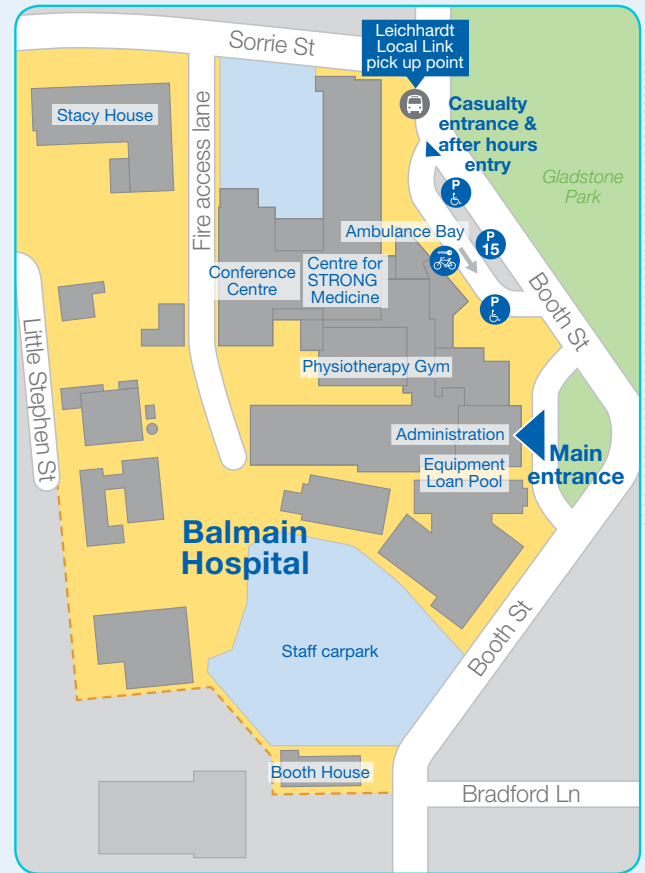 Sorrie St
Leichhardt
Local Link
pick up point
Stacy House
Fire access lane
Casualty
entrance &
after hours
entry
Gladstone
Park
P
Ambulance Bay
P
15
Conference
Centre
Centre for
STRONG
Medicine
P
Booth St
Little Stephen St
Physiotherapy Gym
Administration
Main
entrance
Equipment
Loan Pool
Balmain
Hospital
Staff carpark
Booth St
Booth House
Bradford Ln